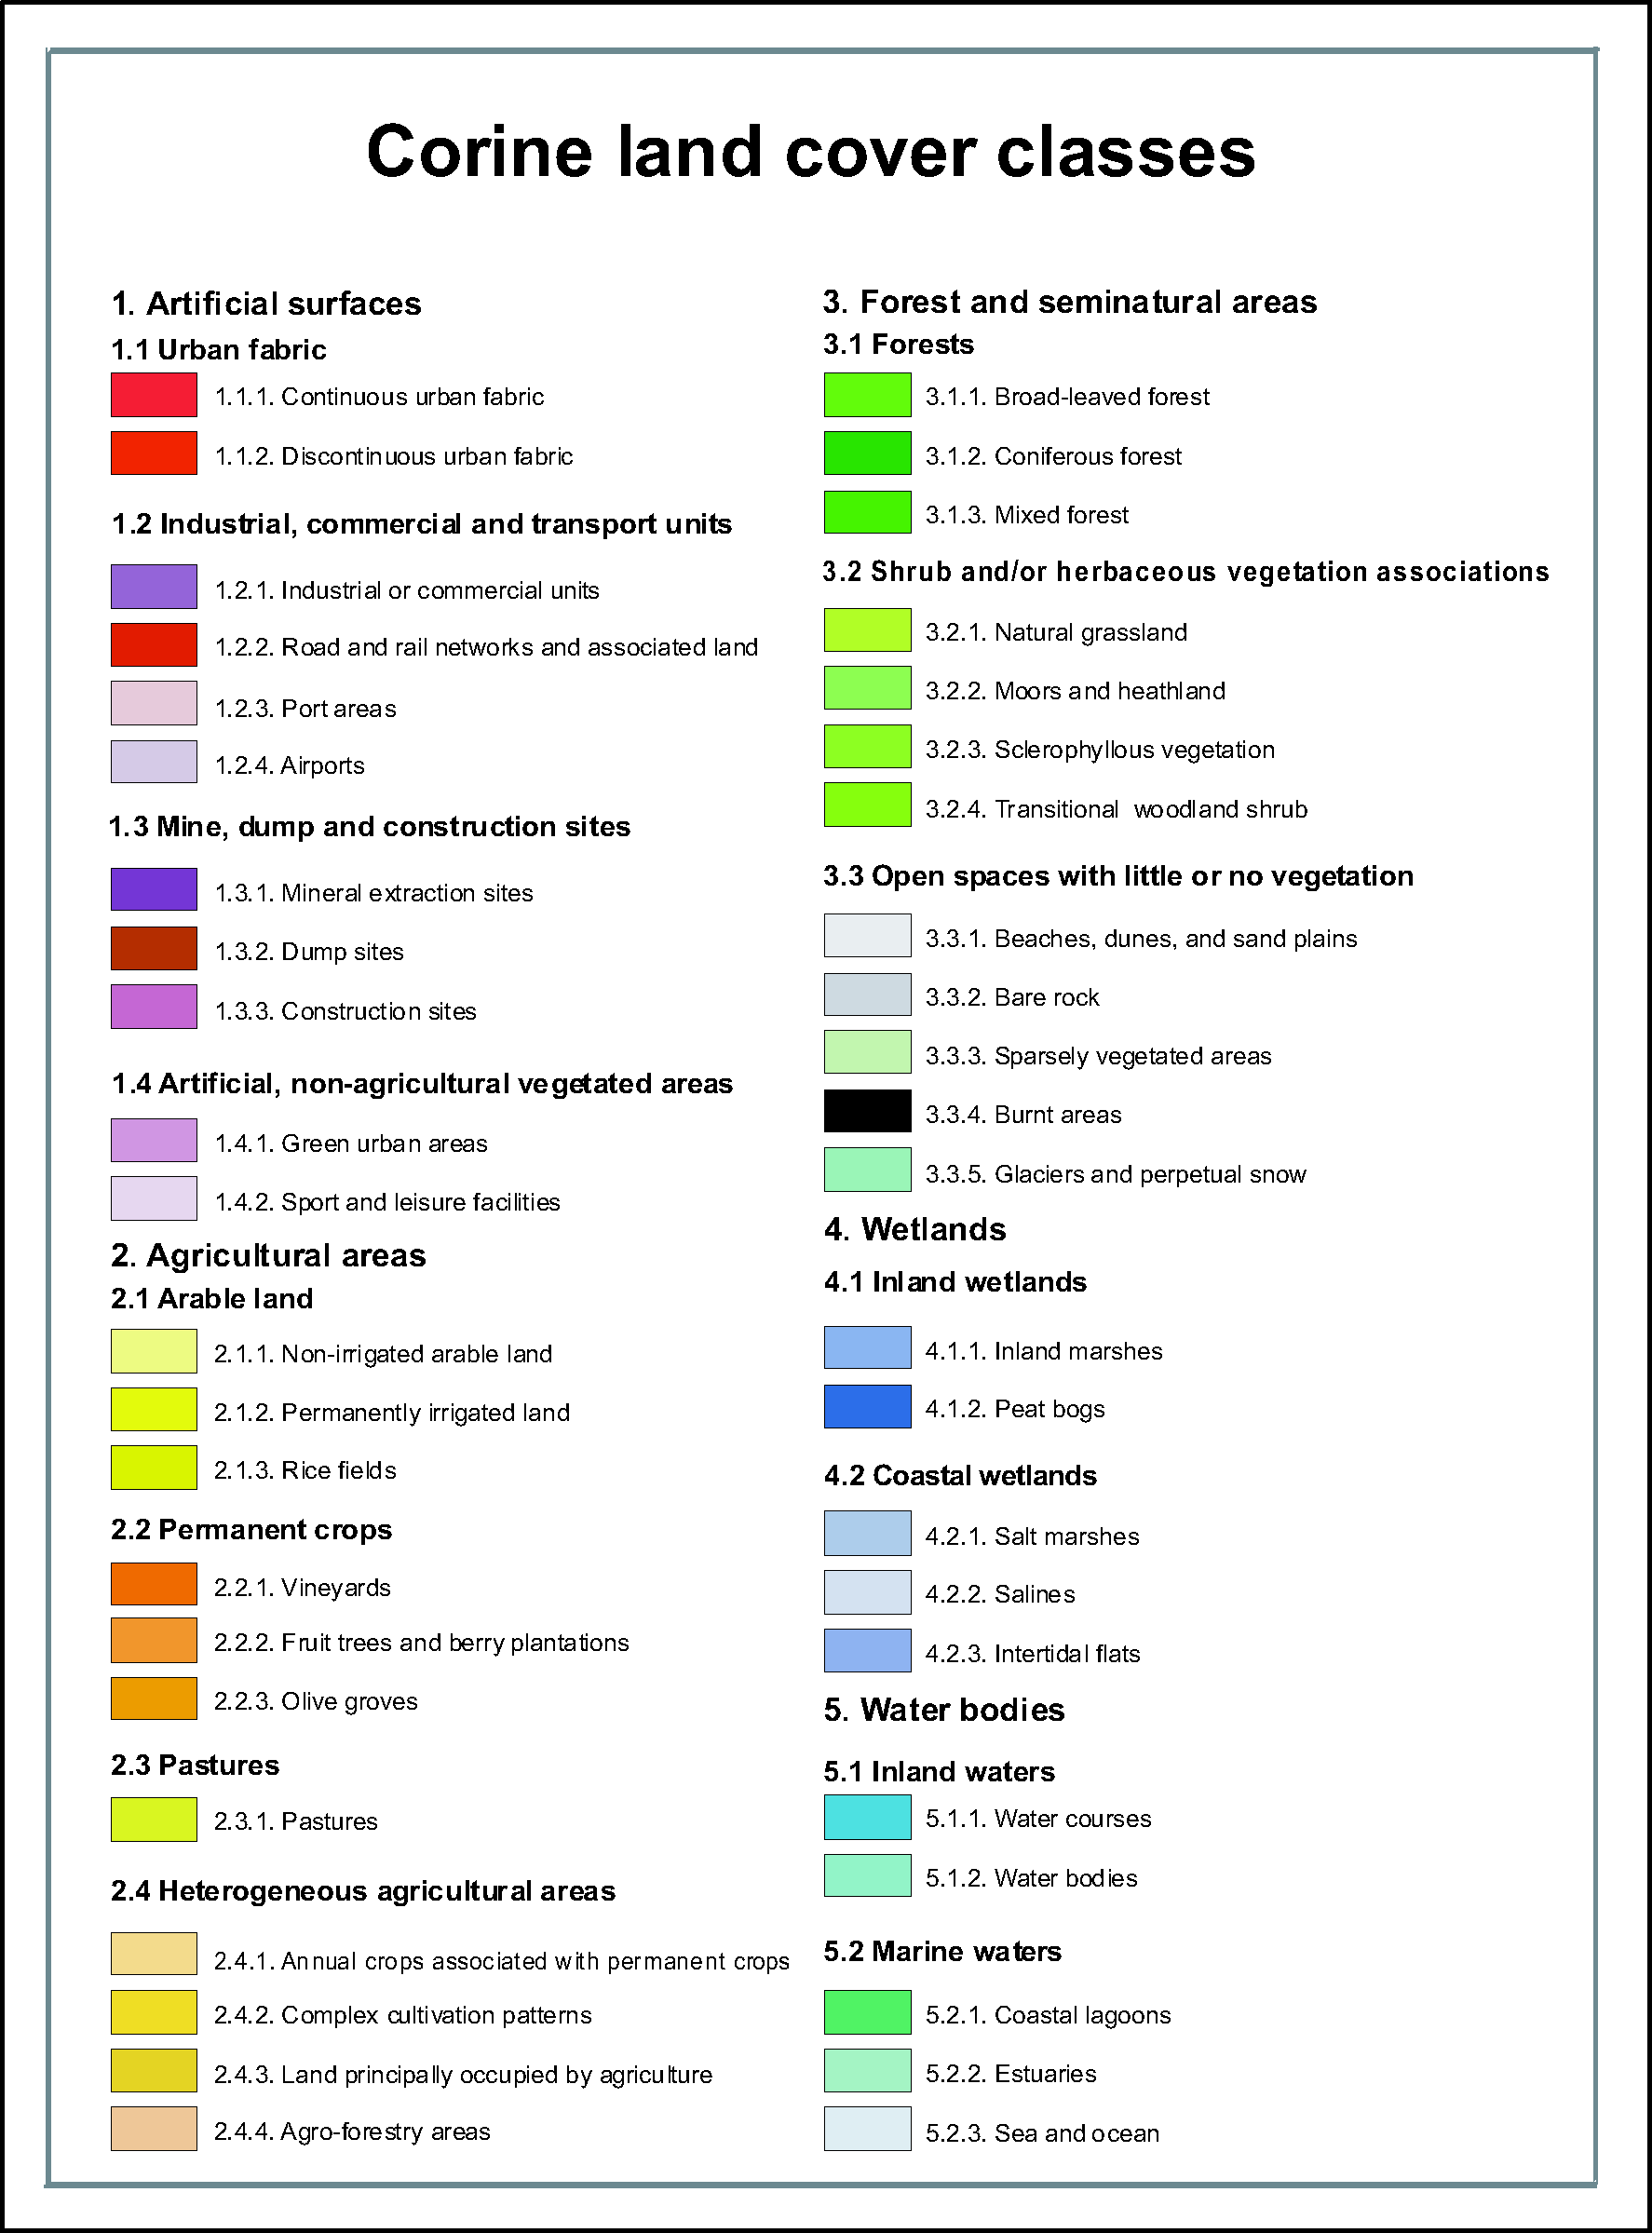 Corine land cover classes
1. Artificial surfaces
1.1 Urban fabric
1.1.1. Continuous urban fabric
1.1.2. Discontinuous urban fabric
1.2 Industrial, commercial and transport units
1.2.1. Industrial or commercial units
1.2.2. Road and rail networks and associated land
1.2.3. Port areas
1.2.4. Airports
1.3 Mine, dump and construction sites
1.3.1. Mineral extraction sites
1.3.2. Dump sites
1.3.3. Construction sites
1.4 Artificial, non-agricultural vegetated areas
1.4.1. Green urban areas
1.4.2. Sport and leisure facilities
2. Agricultural areas
2.1 Arable land
2.1.1. Non-irrigated arable land
2.1.2. Permanently irrigated land
2.1.3. Rice fields
2.2 Permanent crops
2.2.1. Vineyards
2.2.2. Fruit trees and berry plantations
2.2.3. Olive groves
2.3 Pastures
2.3.1. Pastures
2.4 Heterogeneous agricultural areas
2.4.1. Annual crops associated with permanent crops
2.4.2. Complex cultivation patterns
2.4.3. Land principally occupied by agriculture
2.4.4. Agro-forestry areas
3. Forest and seminatural areas
3.1 Forests
3.1.1. Broad-leaved forest
3.1.2. Coniferous forest
3.1.3. Mixed forest
3.2 Shrub and/or herbaceous vegetation associations
3.2.1. Natural grassland
3.2.2. Moors and heathland
3.2.3. Sclerophyllous vegetation
3.2.4. Transitional woodland shrub
3.3 Open spaces with little or no vegetation
3.3.1. Beaches, dunes, and sand plains
3.3.2. Bare rock
3.3.3. Sparsely vegetated areas
3.3.4. Burnt areas
3.3.5. Glaciers and perpetual snow
4. Wetlands
4.1 Inland wetlands
4.1.1. Inland marshes
4.1.2. Peat bogs
4.2 Coastal wetlands
4.2.1. Salt marshes
4.2.2. Salines
4.2.3. Intertidal flats
5. Water bodies
5.1 Inland waters
5.1.1. Water courses
5.1.2. Water bodies
5.2 Marine waters
5.2.1. Coastal lagoons
5.2.2. Estuaries
5.2.3. Sea and ocean